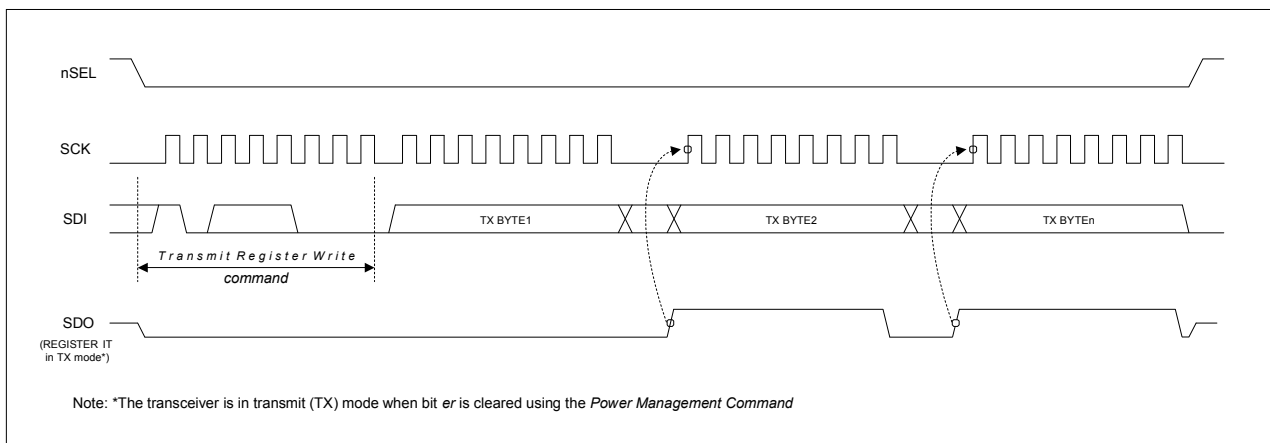 nSEL
SCK
SDI
TX BYTE1
TX BYTE2
TX BYTEn
Transmit Register Write
command
SDO
(REGISTER IT
in TX mode*)
Note: *The transceiver is in transmit (TX) mode when bit er is cleared using the Power Management Command